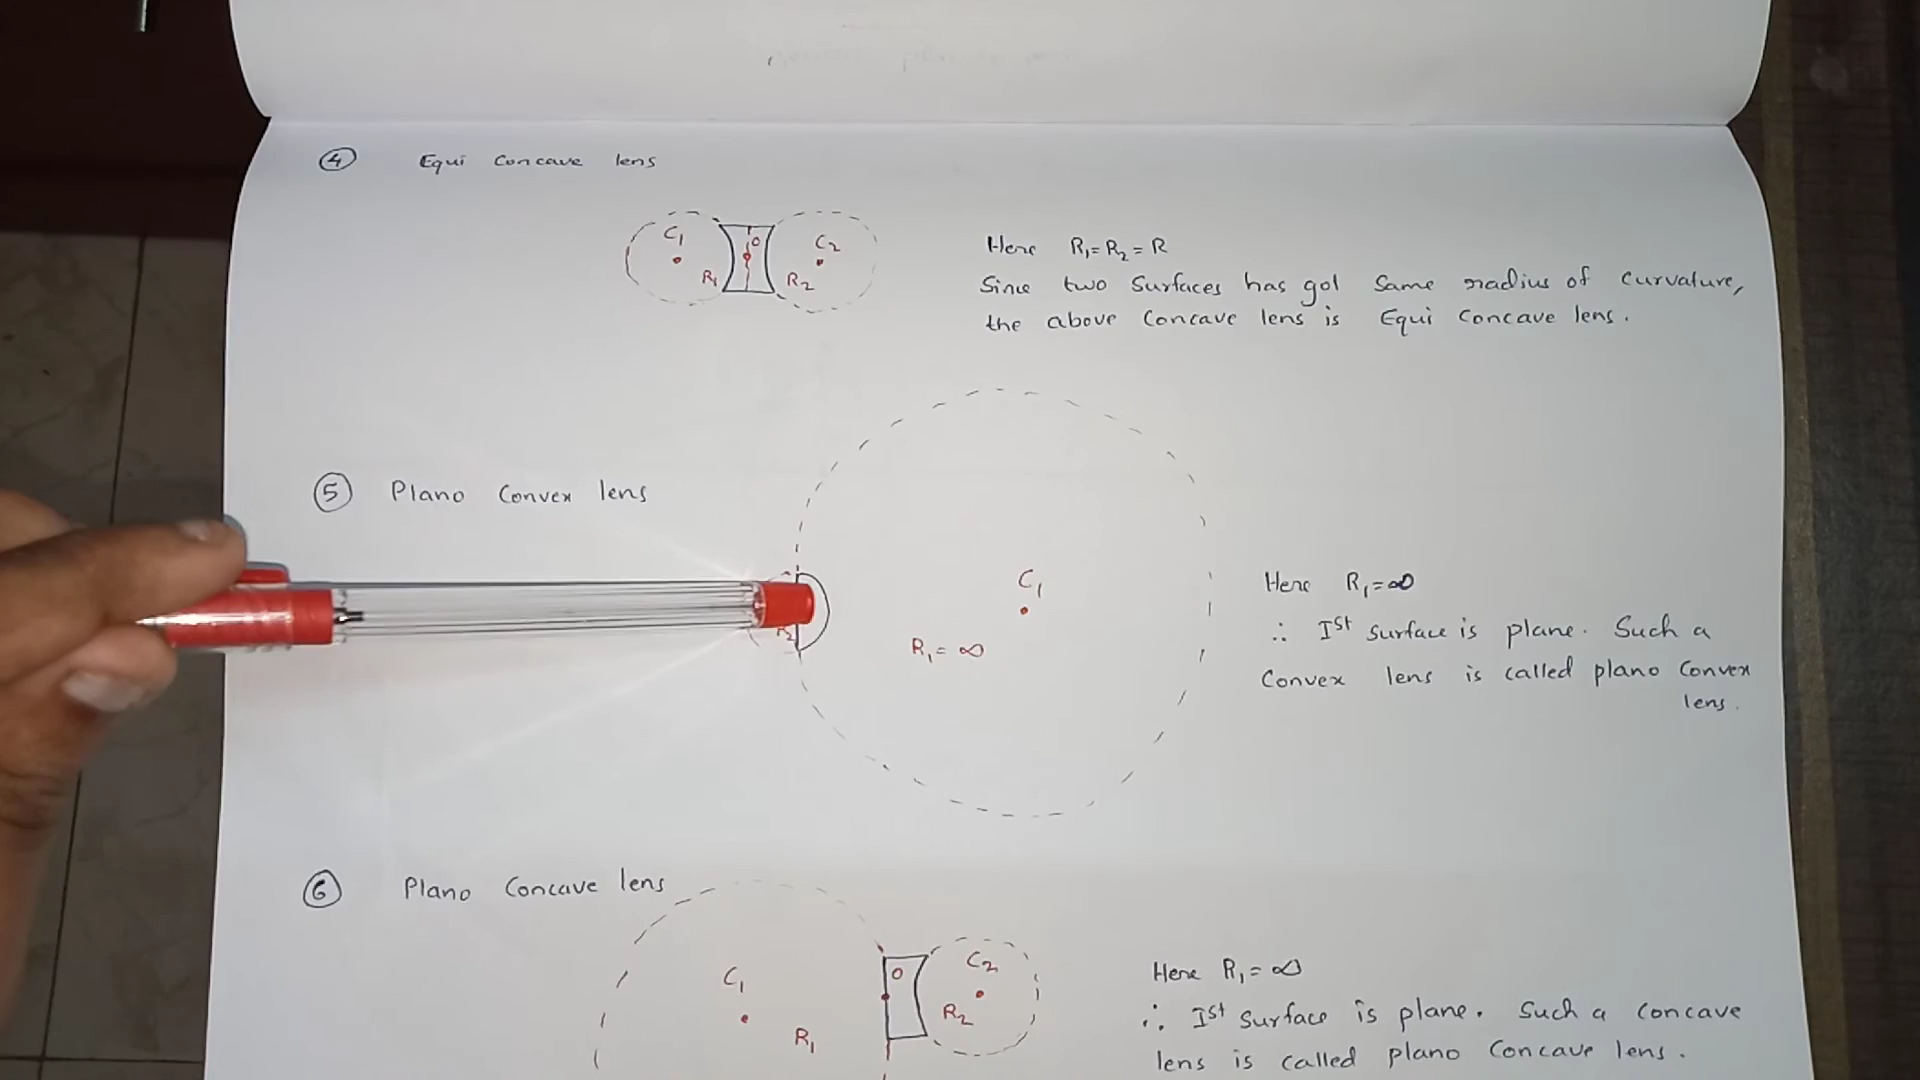 ④ Equi Concave lens
C₁ O C₂
R₁ R₂
Here R₁=R₂=R
Since two surfaces has got same radius of curvature,
the above Concave lens is Equi Concave lens.
⑤ Plano Convex lens
C₁
R₁=∞
R₂
Here R₁=∞
∴ Ist surface is plane. Such a
Convex lens is called plano Convex
lens.
⑥ Plano Concave lens
C₁ O C₂
R₁ R₂
Here R₁=∞
∴ Ist surface is plane. Such a concave
lens is called plano Concave lens.